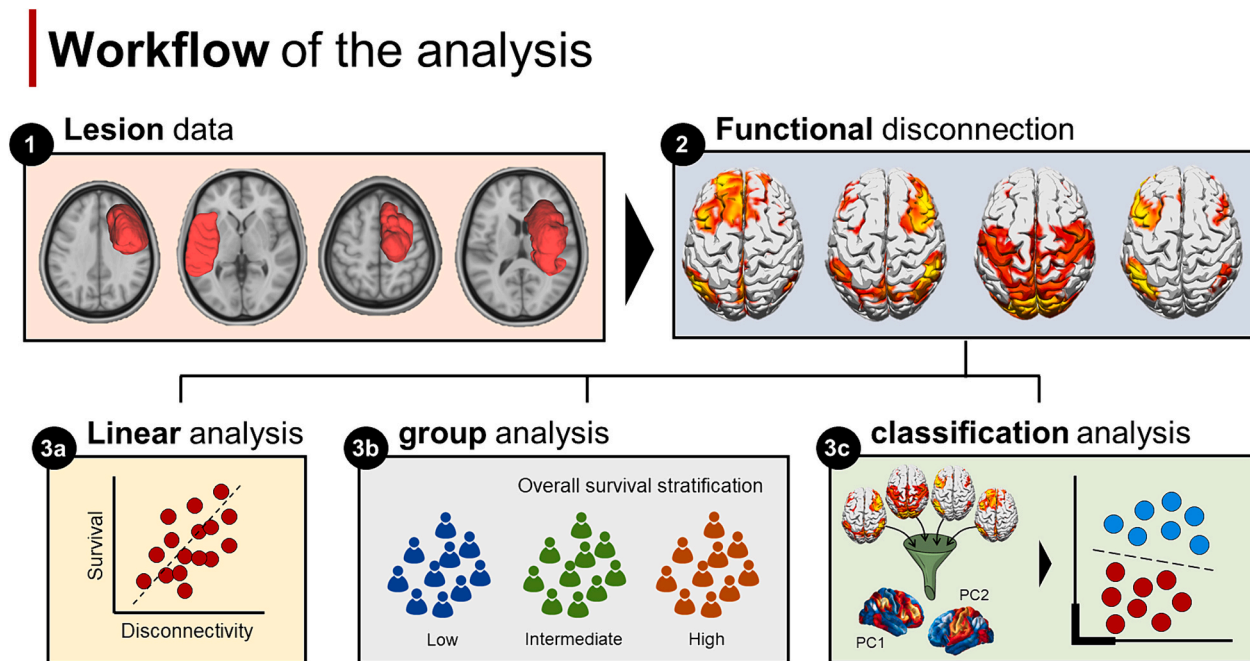 Workflow of the analysis
1 Lesion data
2 Functional disconnection
3a Linear analysis
Survival
Disconnectivity
3b group analysis
Overall survival stratification
Low Intermediate High
3c classification analysis
PC1
PC2